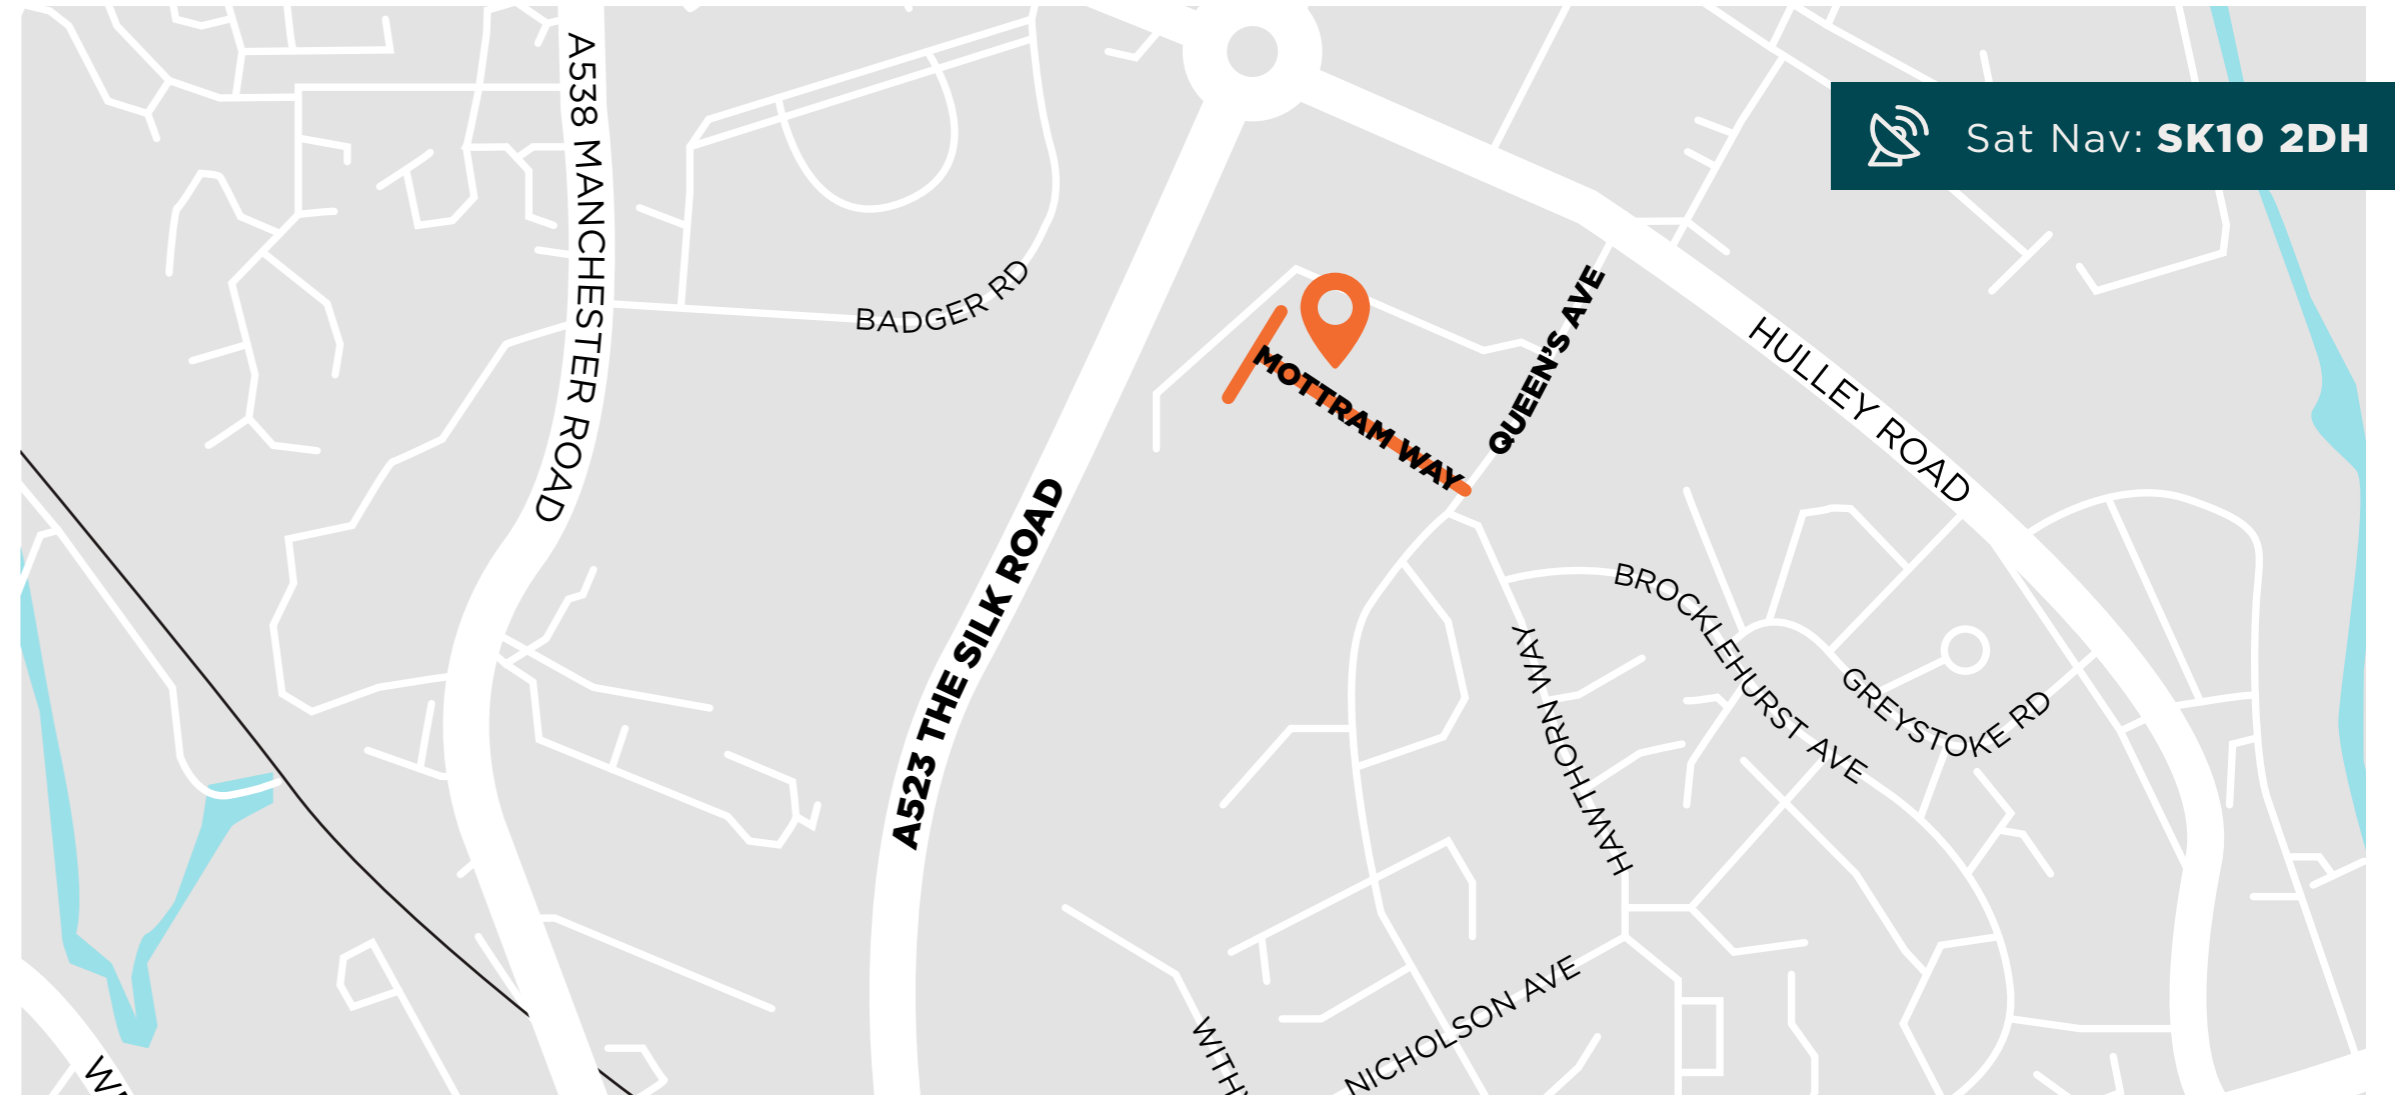 A538 MANCHESTER ROAD
Sat Nav: SK10 2DH
BADGER RD
QUEEN'S AVE
MOTTRAM WAY
HULLEY ROAD
A523 THE SILK ROAD
BROCKLEHURST AVE
HAWTHORN WAY
GREYSTOKE RD
NICHOLSON AVE